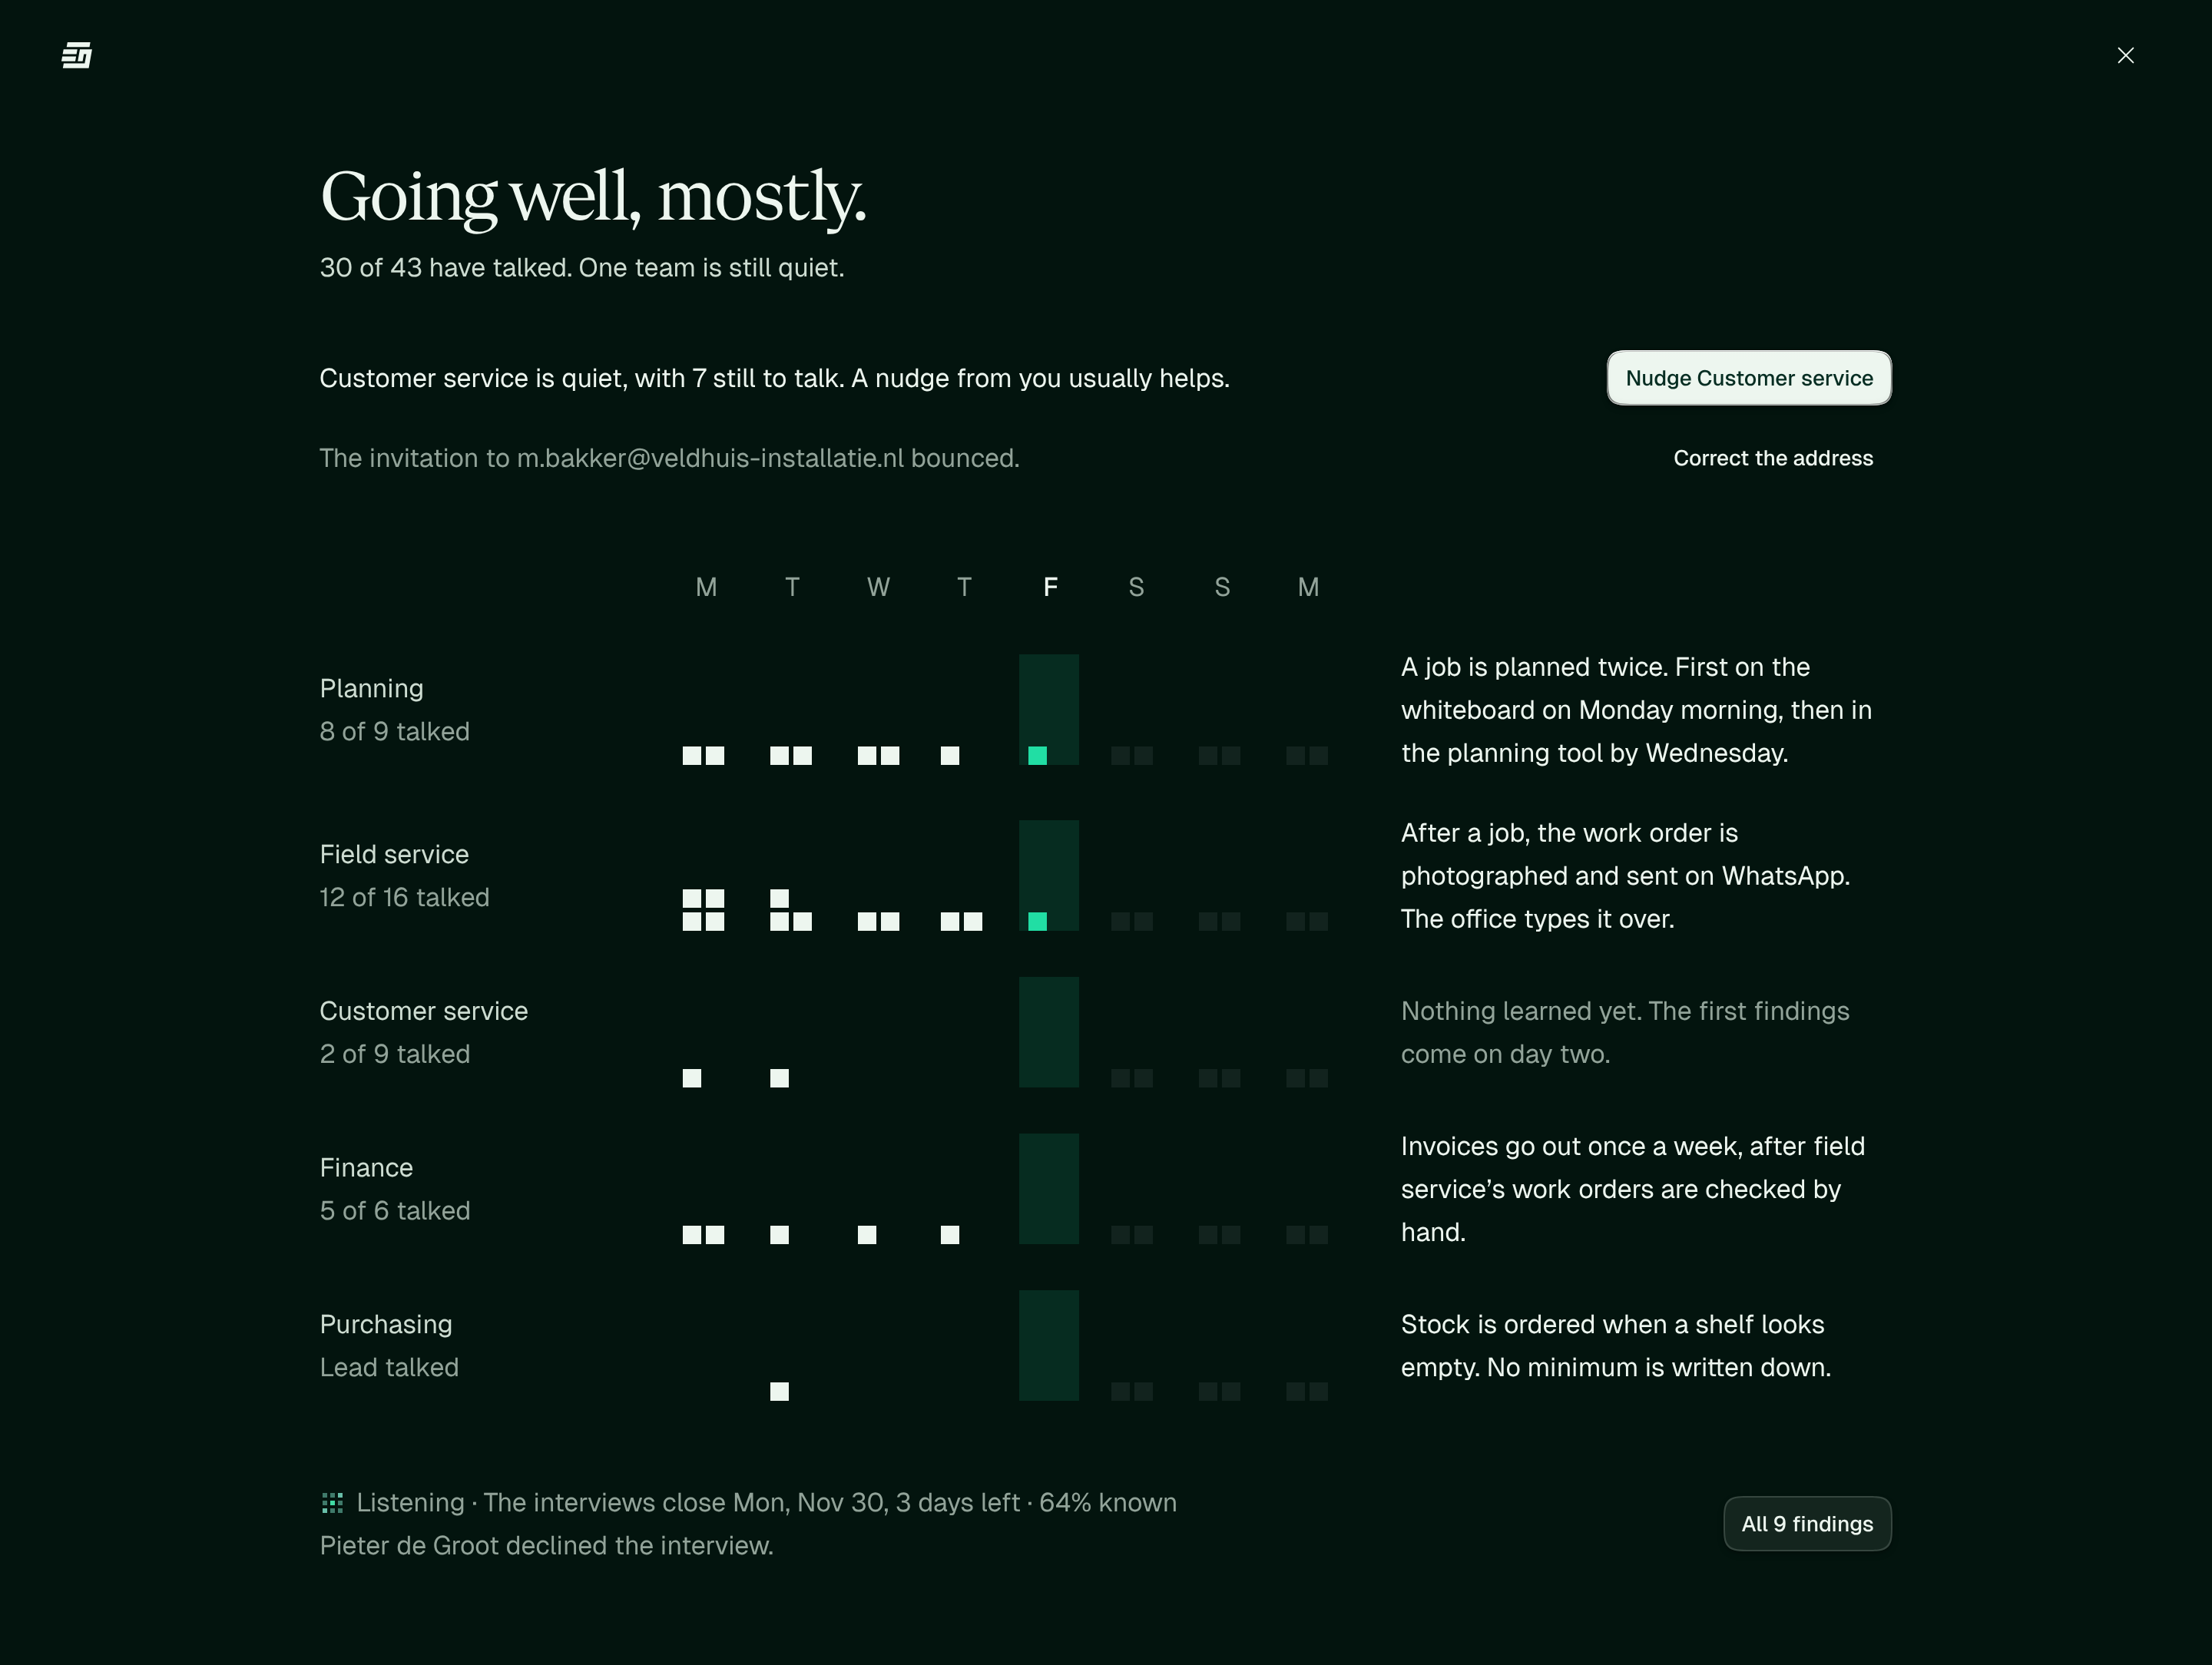 Going well, mostly.
30 of 43 have talked. One team is still quiet.
Customer service is quiet, with 7 still to talk. A nudge from you usually helps.
Nudge Customer service
The invitation to m.bakker@veldhuis-installatie.nl bounced.
Correct the address
M T W T F S S M
Planning
8 of 9 talked
A job is planned twice. First on the
whiteboard on Monday morning, then in
the planning tool by Wednesday.
Field service
12 of 16 talked
After a job, the work order is
photographed and sent on WhatsApp.
The office types it over.
Customer service
2 of 9 talked
Nothing learned yet. The first findings
come on day two.
Finance
5 of 6 talked
Invoices go out once a week, after field
service’s work orders are checked by
hand.
Purchasing
Lead talked
Stock is ordered when a shelf looks
empty. No minimum is written down.
Listening · The interviews close Mon, Nov 30, 3 days left · 64% known
Pieter de Groot declined the interview.
All 9 findings